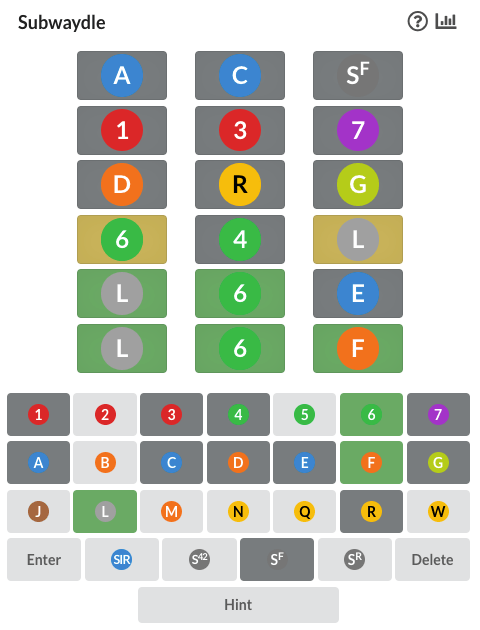 Subwaydle ?
A C SF
1 3 7
D R G
6 4 L
L 6 E
L 6 F
1 2 3 4 5 6 7
A B C D E F G
J L M N Q R W
Enter SIR S42 SF SR Delete
Hint